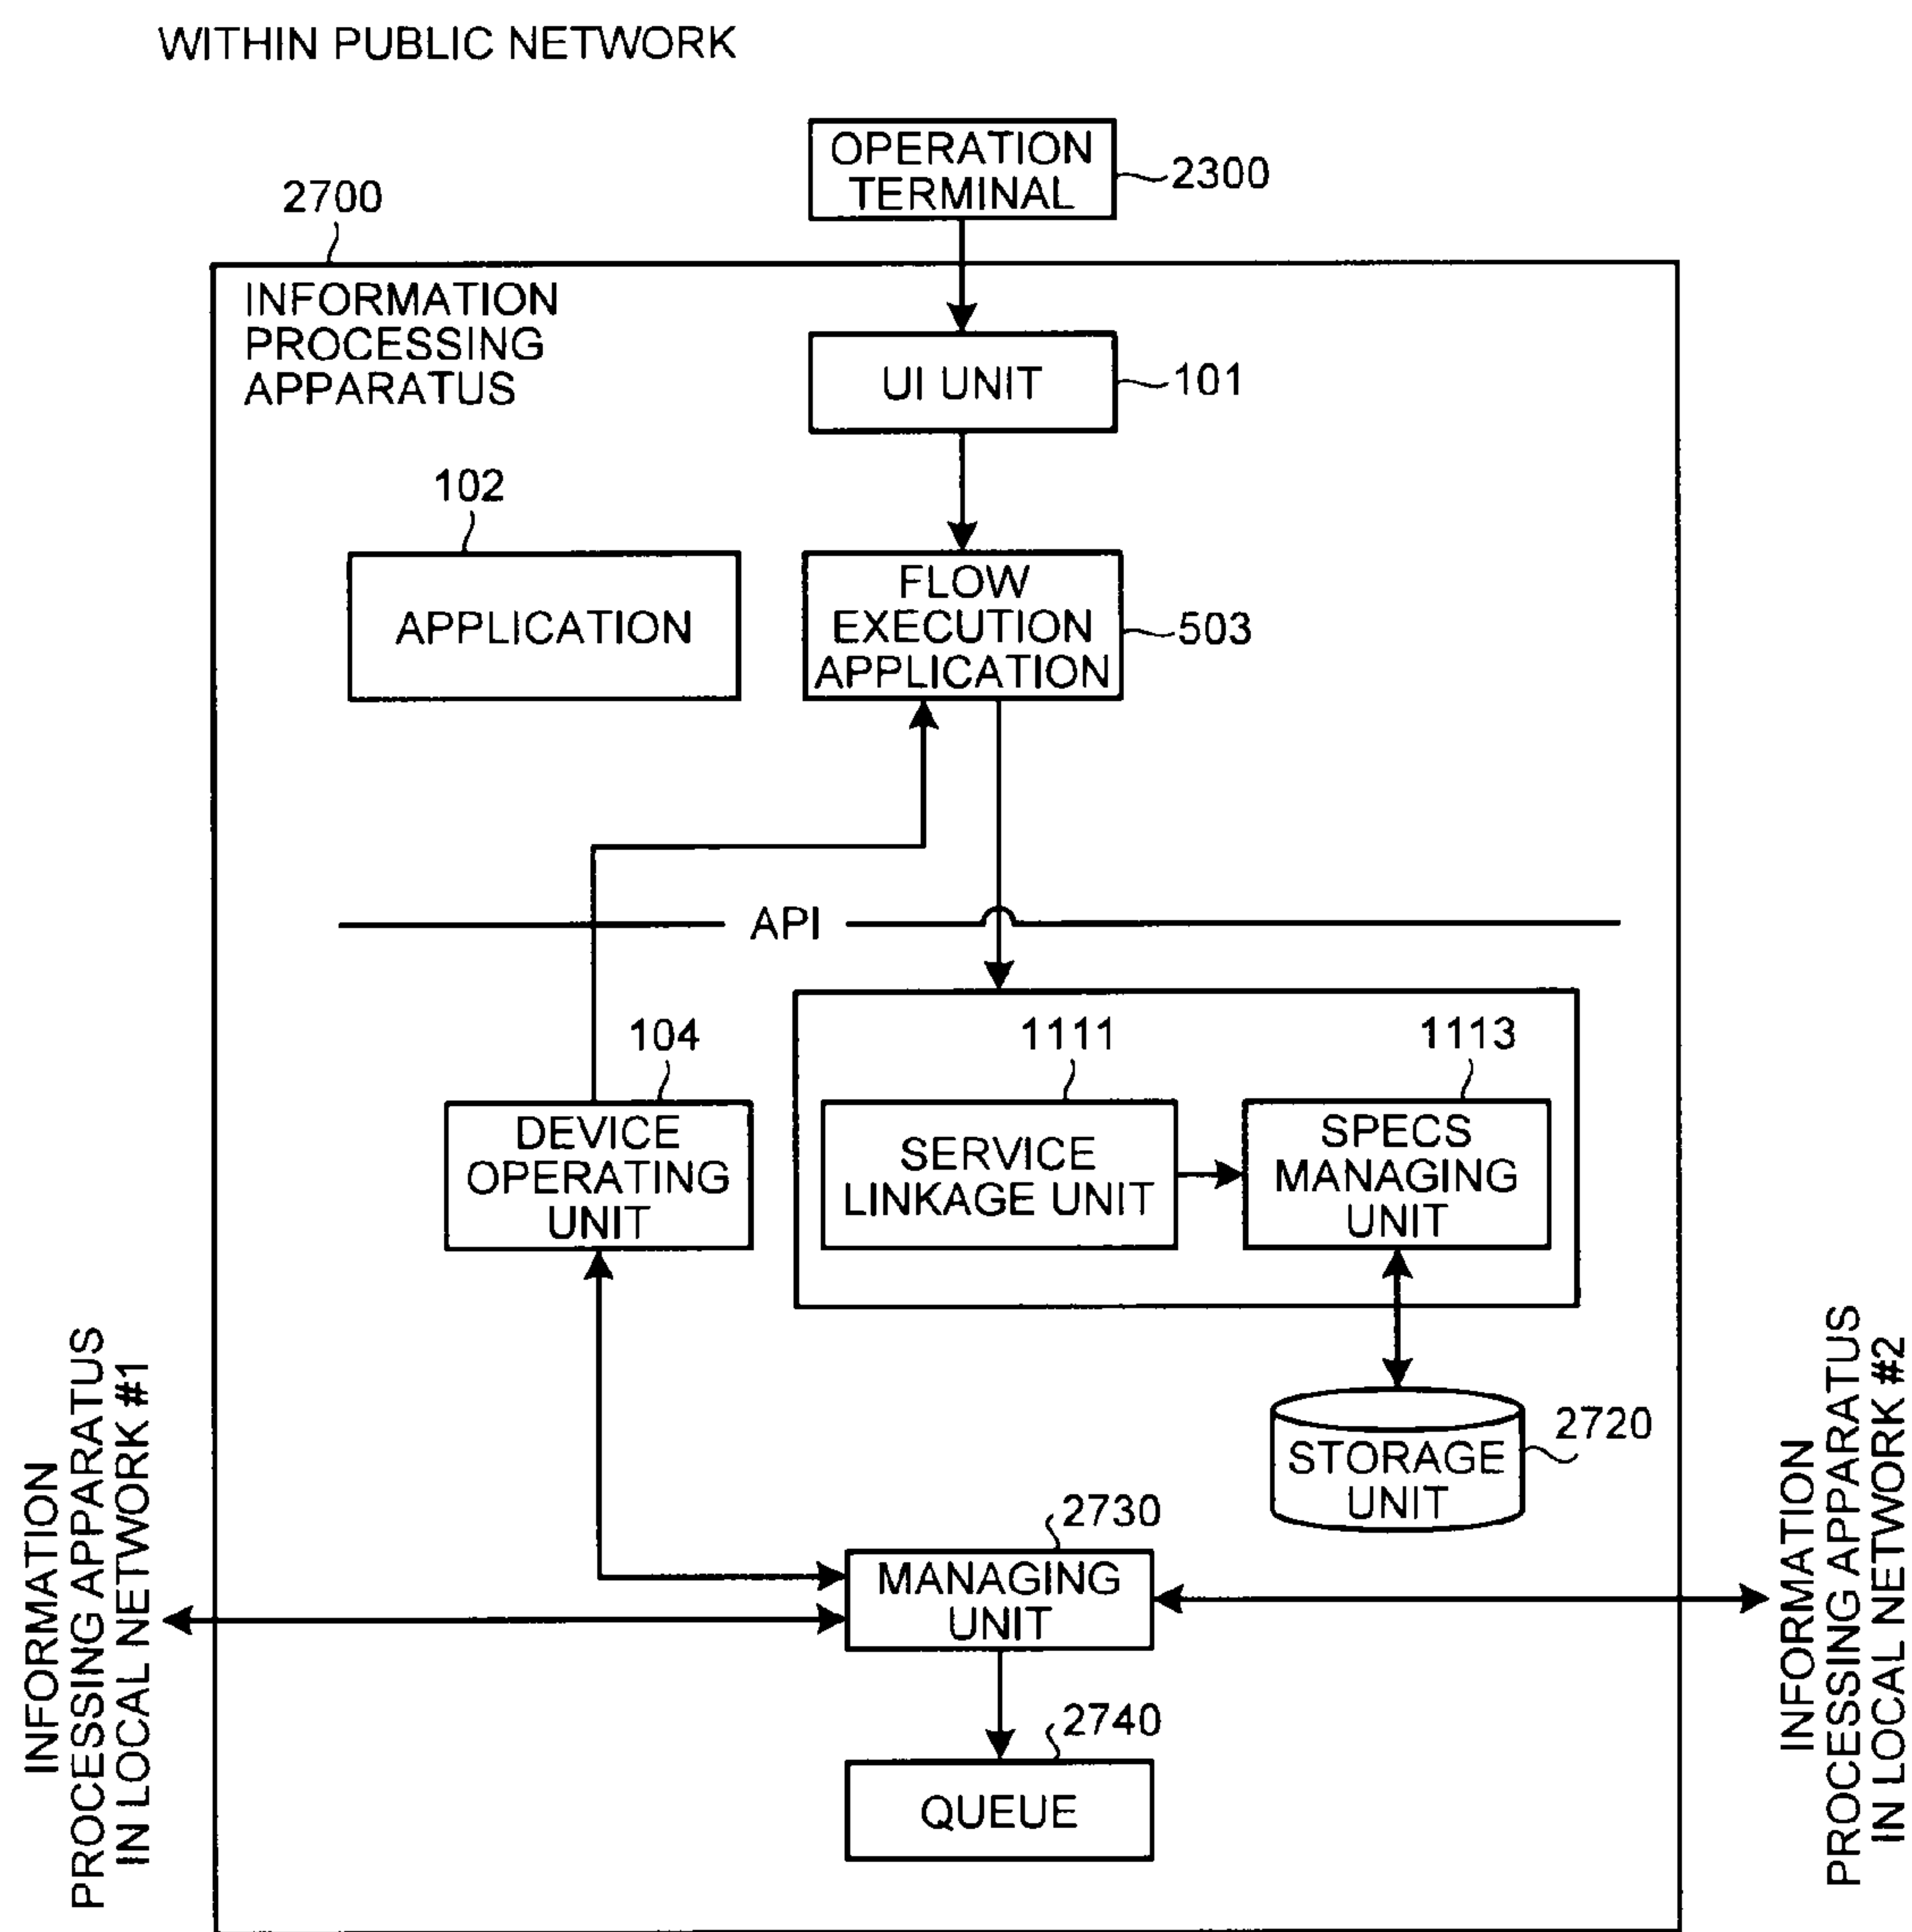 WITHIN PUBLIC NETWORK
OPERATION
TERMINAL
2300
2700
INFORMATION
PROCESSING
APPARATUS
UI UNIT
101
102
APPLICATION
FLOW
EXECUTION
APPLICATION
503
API
104
DEVICE
OPERATING
UNIT
1111
SERVICE
LINKAGE UNIT
1113
SPECS
MANAGING
UNIT
STORAGE
UNIT
2720
INFORMATION
PROCESSING APPARATUS
IN LOCAL NETWORK #1
2730
MANAGING
UNIT
INFORMATION
PROCESSING APPARATUS
IN LOCAL NETWORK #2
2740
QUEUE